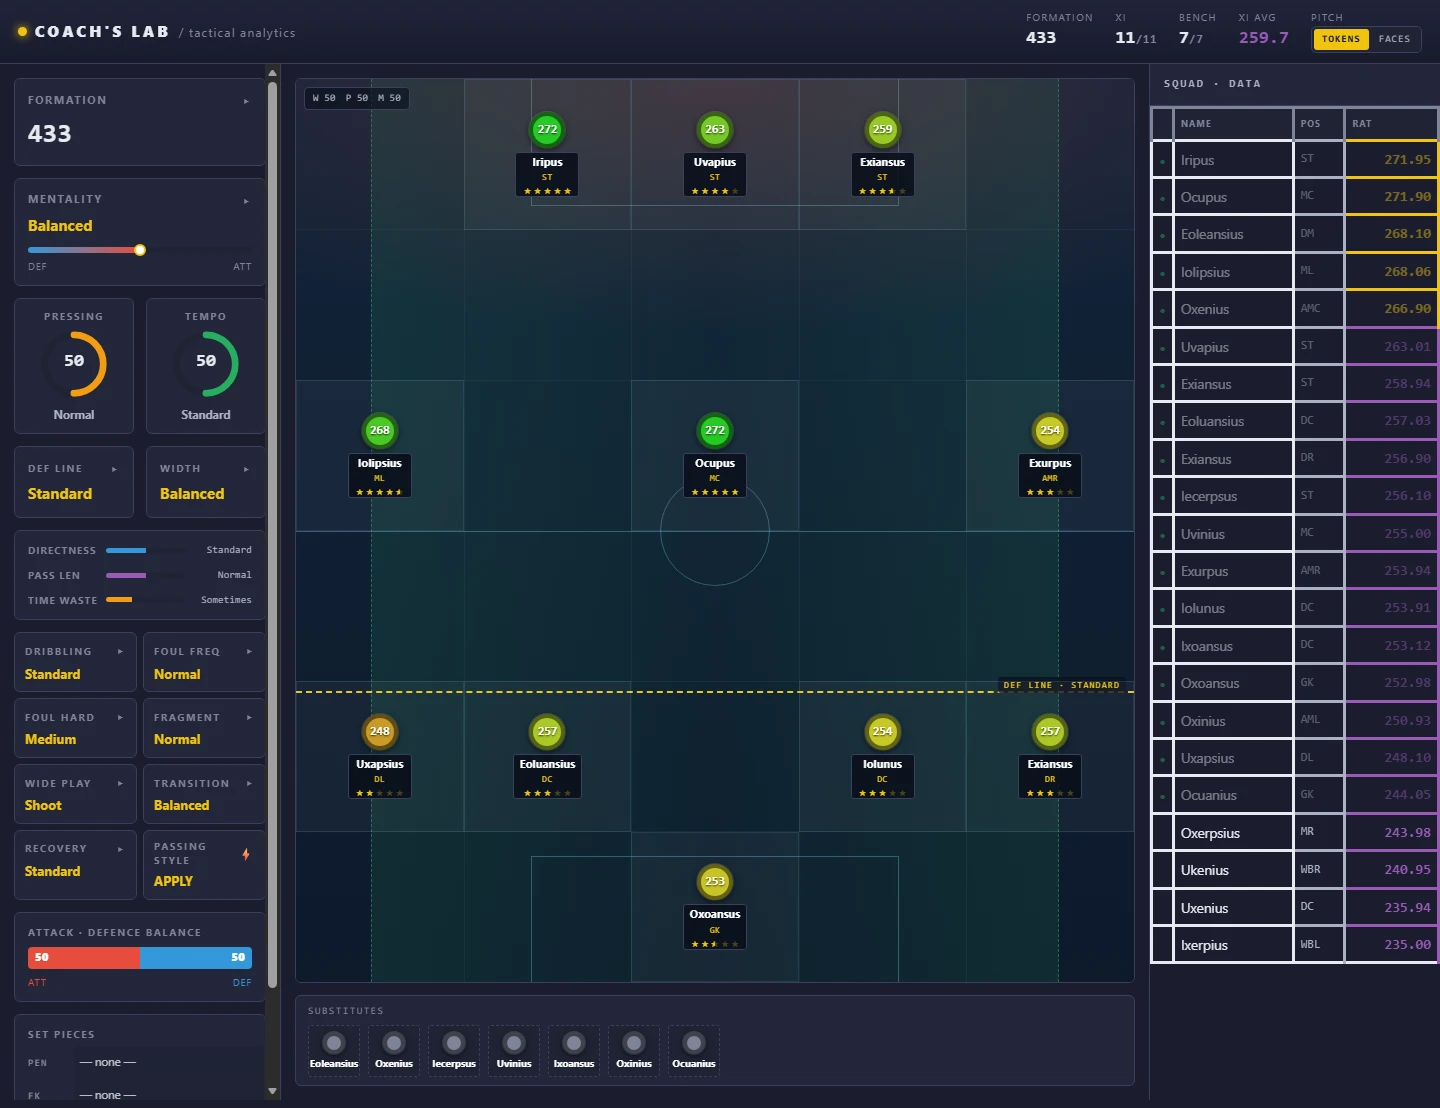 COACH'S LAB / tactical analytics
FORMATION XI BENCH XI AVG PITCH
433 11/11 7/7 259.7 TOKENS FACES
FORMATION
433
MENTALITY
Balanced
DEF ATT
PRESSING TEMPO
50 50
Normal Standard
DEF LINE WIDTH
Standard Balanced
DIRECTNESS Standard
PASS LEN Normal
TIME WASTE Sometimes
DRIBBLING FOUL FREQ
Standard Normal
FOUL HARD FRAGMENT
Medium Normal
WIDE PLAY TRANSITION
Shoot Balanced
RECOVERY PASSING STYLE
Standard APPLY
ATTACK · DEFENCE BALANCE
50 50
ATT DEF
SET PIECES
PEN — none —
FK — none —
W 50 P 50 M 50
272 263 259
Iripus Uvapius Exiansus
ST ST ST
268 272 254
Iolipsius Ocupus Exurpus
ML MC AMR
DEF LINE · STANDARD
248 257 254 257
Uxapsius Eoluansius Iolunus Exiansus
DL DC DC DR
253
Oxoansus
GK
SUBSTITUTES
Eoleansius Oxenius Iecerpsus Uvinius Ixoansus Oxinius Ocuanius
SQUAD · DATA
NAME POS RAT
Iripus ST 271.95
Ocupus MC 271.90
Eoleansius DM 268.10
Iolipsius ML 268.06
Oxenius AMC 266.90
Uvapius ST 263.01
Exiansus ST 258.94
Eoluansius DC 257.03
Exiansus DR 256.90
Iecerpsus ST 256.10
Uvinius MC 255.00
Exurpus AMR 253.94
Iolunus DC 253.91
Ixoansus DC 253.12
Oxoansus GK 252.98
Oxinius AML 250.93
Uxapsius DL 248.10
Ocuanius GK 244.05
Oxerpsius MR 243.98
Ukenius WBR 240.95
Uxenius DC 235.94
Ixerpius WBL 235.00